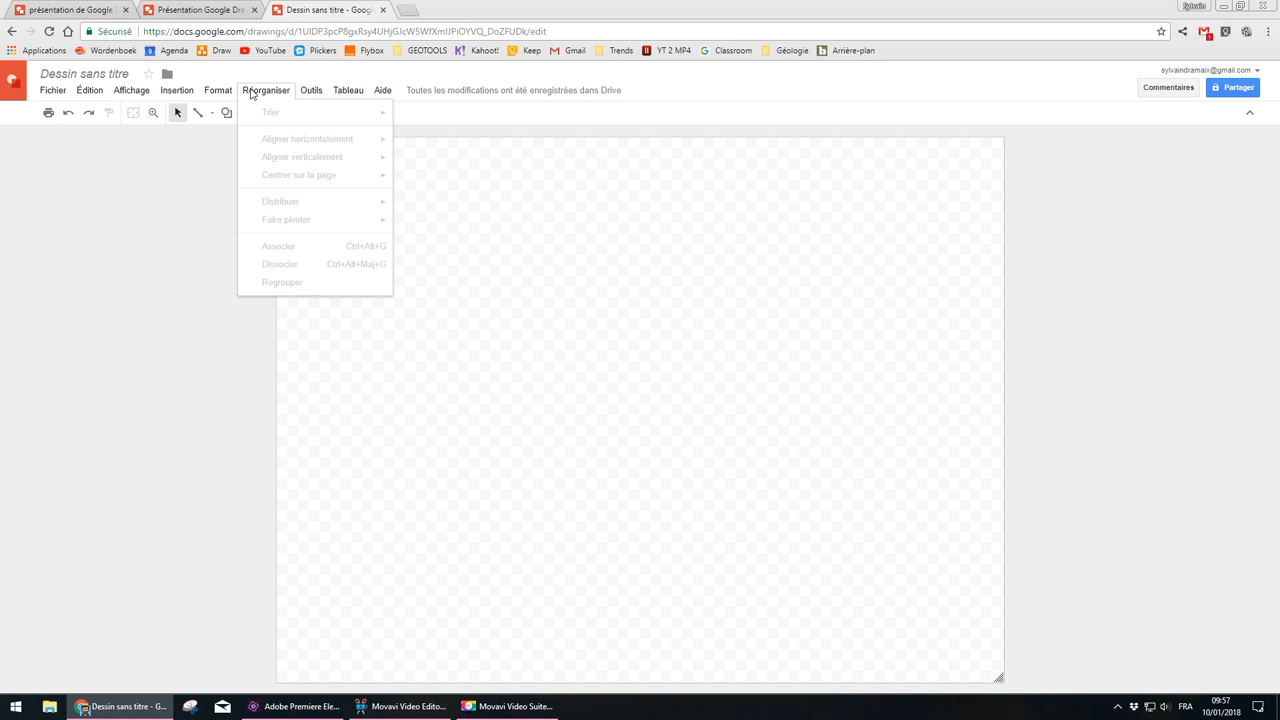 présentation de Google
Présentation Google Dra
Dessin sans titre - Goog
Sylvain
Sécurisé
https://docs.google.com/drawings/d/1UIDP3pcP8gxRsy4UHjGJcW5WfXmIJPiOYVQ_DoZFUDk/edit
Applications
Wordenboek
Agenda
Draw
YouTube
Plickers
Flybox
GEOTOOLS
Kahoot!
Keep
Gmail
Trends
YT 2 MP4
Classroom
Géologie
Arrière-plan
Dessin sans titre
sylvaindramaix@gmail.com
Fichier Édition Affichage Insertion Format Réorganiser Outils Tableau Aide Toutes les modifications ont été enregistrées dans Drive
Commentaires
Partager
Trier
Aligner horizontalement
Aligner verticalement
Centrer sur la page
Distribuer
Faire pivoter
Associer Ctrl+Alt+G
Dissocier Ctrl+Alt+Maj+G
Regrouper
Dessin sans titre - G...
Adobe Premiere Ele...
Movavi Video Edito...
Movavi Video Suite...
FRA
09:57
10/01/2018